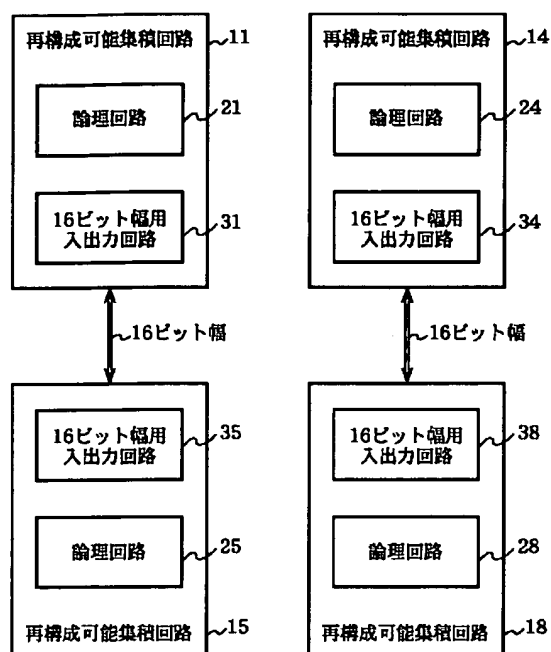 再構成可能集積回路 11
論理回路 21
16ビット幅用
入出力回路 31
16ビット幅
16ビット幅用
入出力回路 35
論理回路 25
再構成可能集積回路 15
再構成可能集積回路 14
論理回路 24
16ビット幅用
入出力回路 34
16ビット幅
16ビット幅用
入出力回路 38
論理回路 28
再構成可能集積回路 18